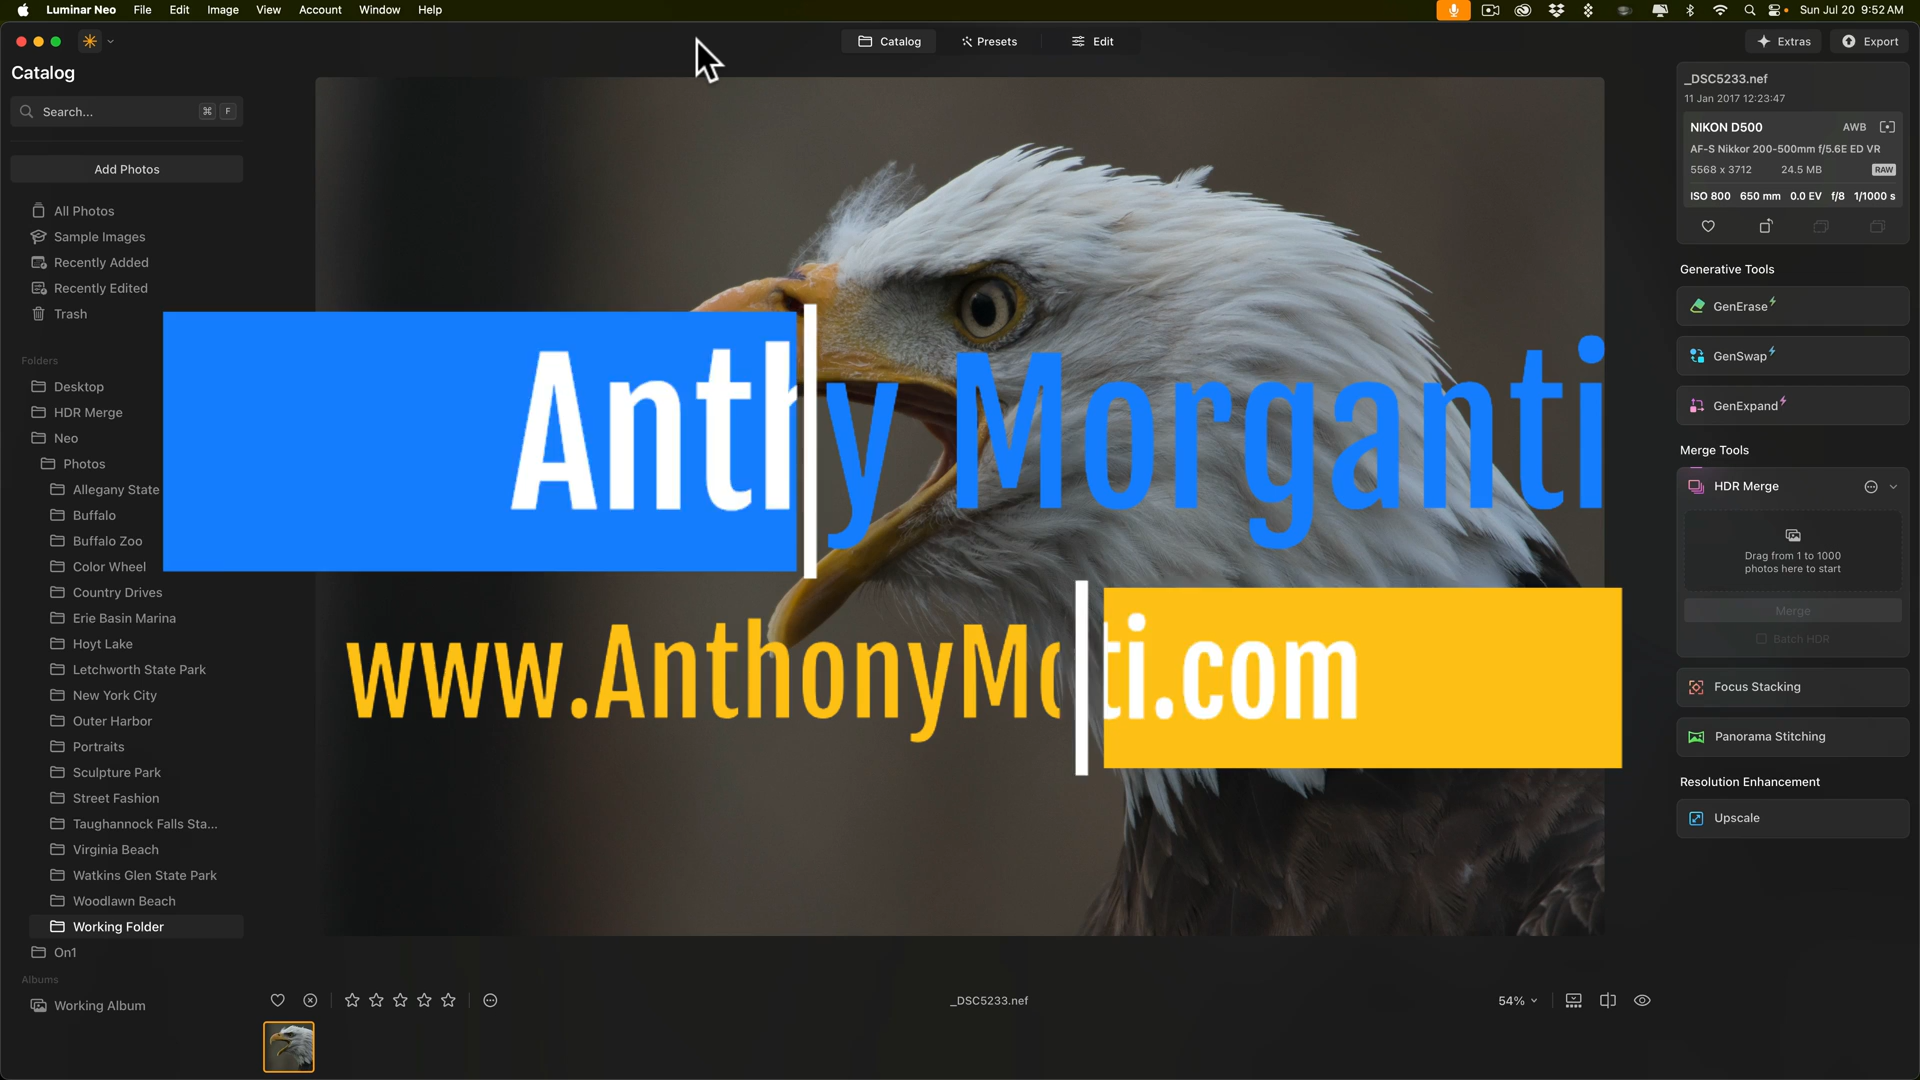 Luminar Neo File Edit Image View Account Window Help Sun Jul 20 9:52 AM
Catalog Presets Edit Extras Export
Catalog
Search... ⌘ F
Add Photos
All Photos
Sample Images
Recently Added
Recently Edited
Trash
Folders
Desktop
HDR Merge
Neo
Photos
Allegany State
Buffalo
Buffalo Zoo
Color Wheel
Country Drives
Erie Basin Marina
Hoyt Lake
Letchworth State Park
New York City
Outer Harbor
Portraits
Sculpture Park
Street Fashion
Taughannock Falls Sta...
Virginia Beach
Watkins Glen State Park
Woodlawn Beach
Working Folder
On1
Albums
Working Album
Anthy Morganti
www.AnthonyMoti.com
_DSC5233.nef
54%
_DSC5233.nef
11 Jan 2017 12:23:47
NIKON D500 AWB
AF-S Nikkor 200-500mm f/5.6E ED VR
5568 x 3712 24.5 MB RAW
ISO 800 650 mm 0.0 EV f/8 1/1000 s
Generative Tools
GenErase
GenSwap
GenExpand
Merge Tools
HDR Merge
Drag from 1 to 1000
photos here to start
Merge
Batch HDR
Focus Stacking
Panorama Stitching
Resolution Enhancement
Upscale